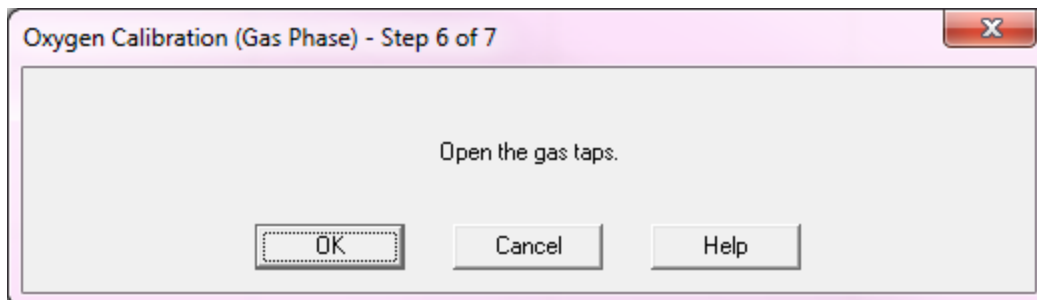 Oxygen Calibration (Gas Phase) - Step 6 of 7
Open the gas taps.
OK Cancel Help